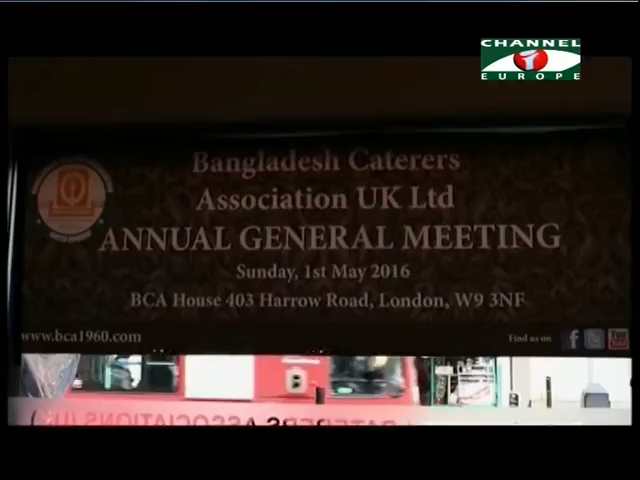 CHANNEL
i
EUROPE
Bangladesh Caterers
Association UK Ltd
ANNUAL GENERAL MEETING
Sunday, 1st May 2016
BCA House 403 Harrow Road, London, W9 3NF
www.bca1960.com
Find us on
B
ASSOCIATIONS